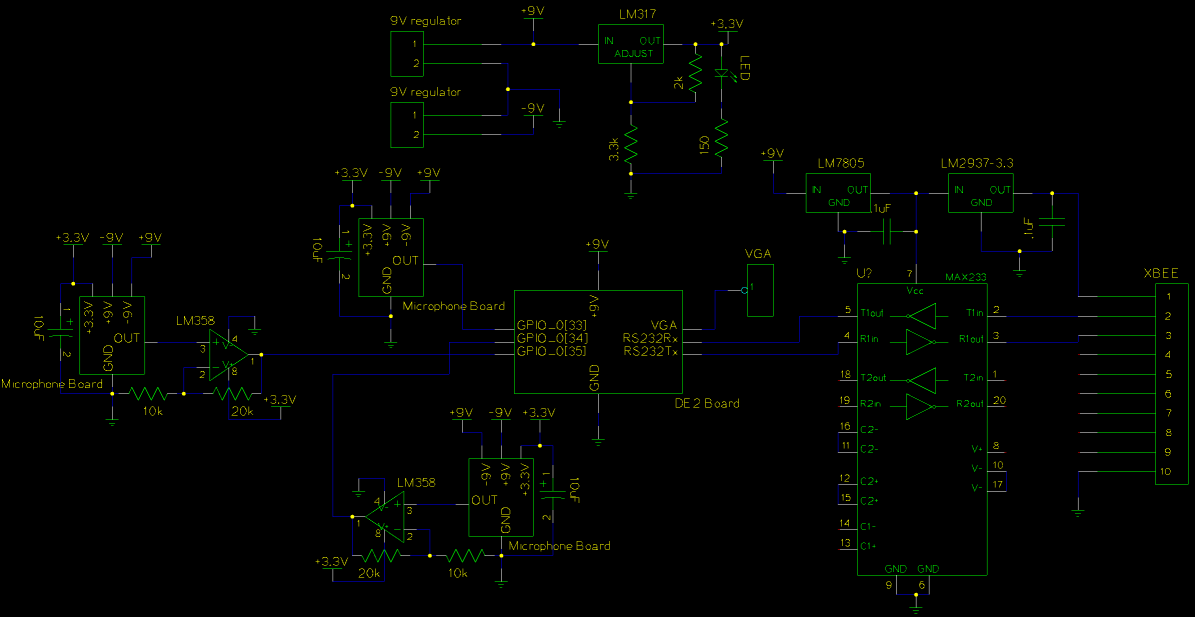 9V regulator
1
2
9V regulator
1
2
+9V
-9V
LM317
IN OUT
ADJUST
+3.3V
LED
2k
3.3k
150
+9V
LM7805
IN OUT
GND
.1uF
LM2937-3.3
IN OUT
GND
.1uF
+3.3V -9V +9V
+3.3V
+9V
-9V
OUT
GND
1
+
2
10uF
Microphone Board
+3.3V -9V +9V
+3.3V
+9V
-9V
OUT
GND
1
+
2
10uF
Microphone Board
LM358
3
2
4
8
1
+
-
V-
V+
10k
20k
+3.3V
+9V
+9V
GPIO_0[33]
GPIO_0[34]
GPIO_0[35]
VGA
RS232Rx
RS232Tx
GND
DE2 Board
VGA
1
+9V -9V +3.3V
-9V
+9V
+3.3V
OUT
GND
1
+
2
10uF
Microphone Board
LM358
4
3
1
8
2
+
-
V-
V+
+3.3V
20k
10k
U?
MAX233
7
Vcc
5 T1out T1in 2
4 R1in R1out 3
18 T2out T2in 1
19 R2in R2out 20
16 C2-
11 C2-
12 C2+
15 C2+
14 C1-
13 C1+
V+ 8
V- 10
V- 17
GND GND
9 6
XBEE
1
2
3
4
5
6
7
8
9
10